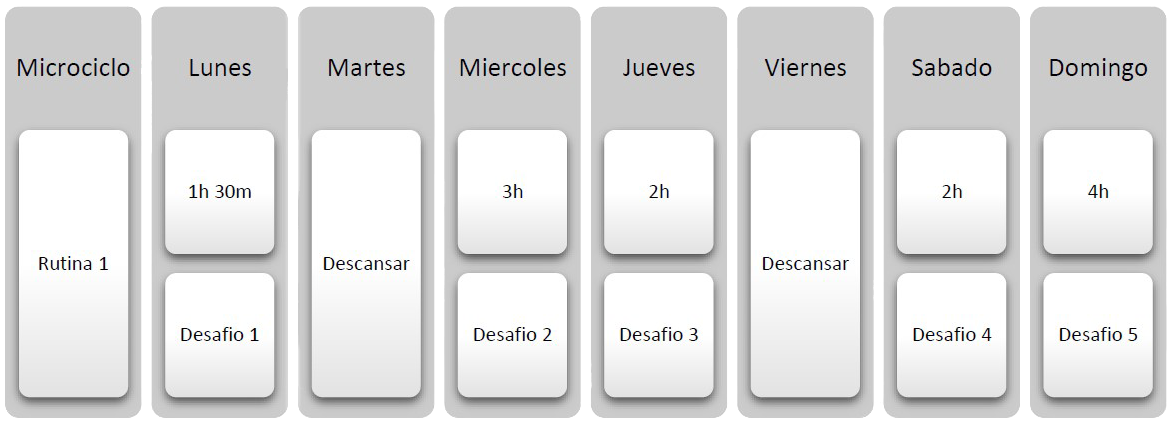 Microciclo
Lunes
Martes
Miercoles
Jueves
Viernes
Sabado
Domingo
Rutina 1
1h 30m
Desafio 1
Descansar
3h
Desafio 2
2h
Desafio 3
Descansar
2h
Desafio 4
4h
Desafio 5